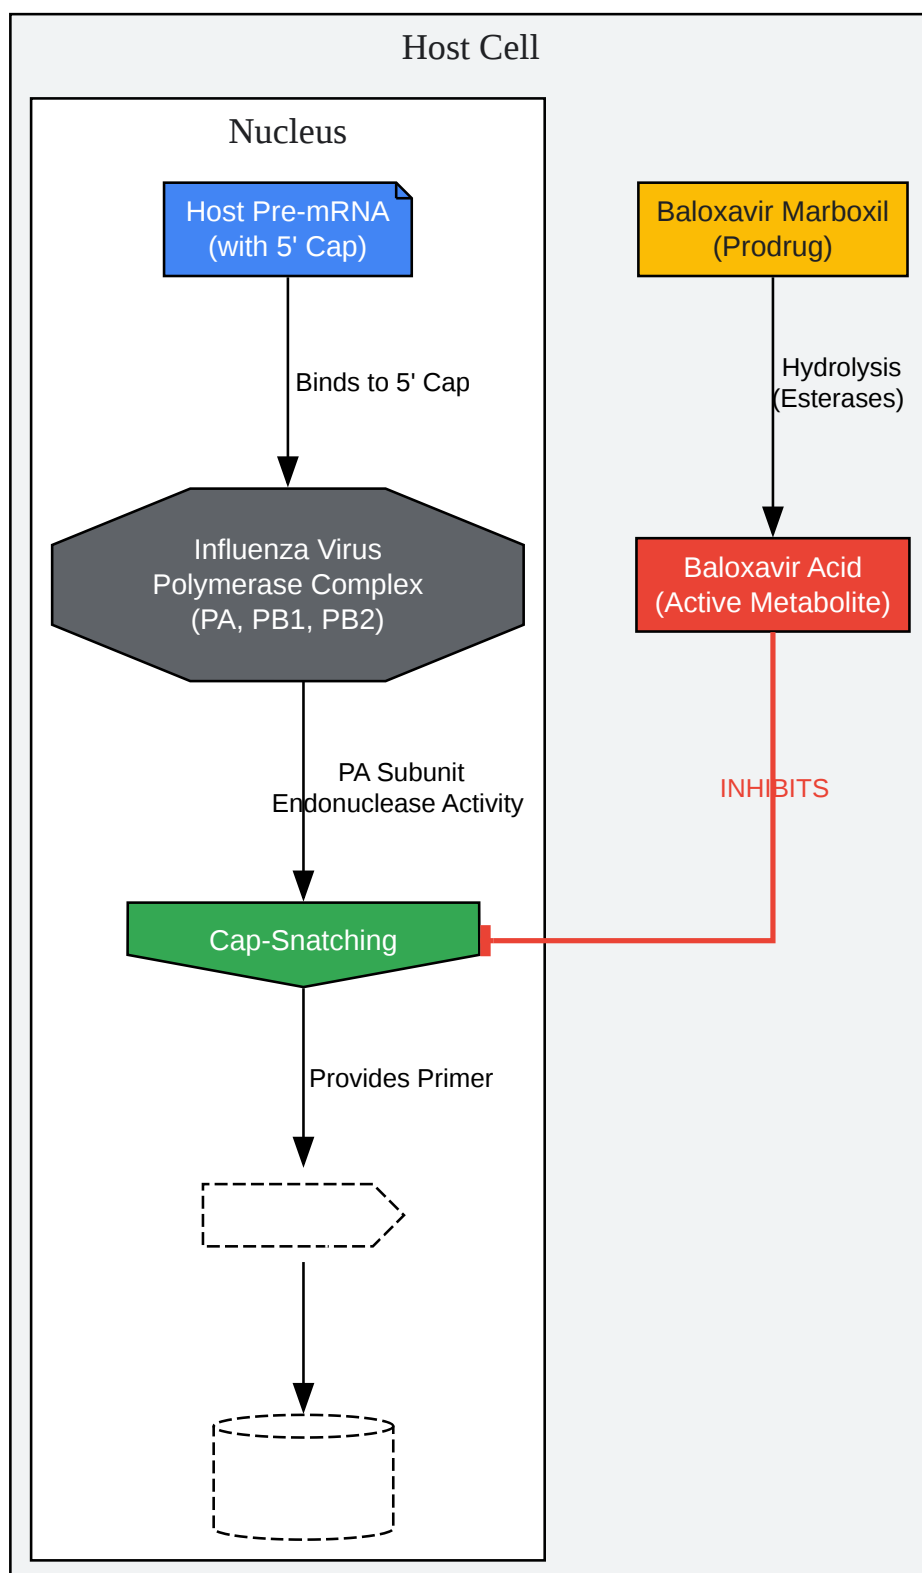 Host Cell
Nucleus
Host Pre-mRNA
(with 5' Cap)
Binds to 5' Cap
Influenza Virus
Polymerase Complex
(PA, PB1, PB2)
PA Subunit
Endonuclease Activity
Cap-Snatching
Provides Primer
Baloxavir Marboxil
(Prodrug)
Hydrolysis
(Esterases)
Baloxavir Acid
(Active Metabolite)
INHIBITS